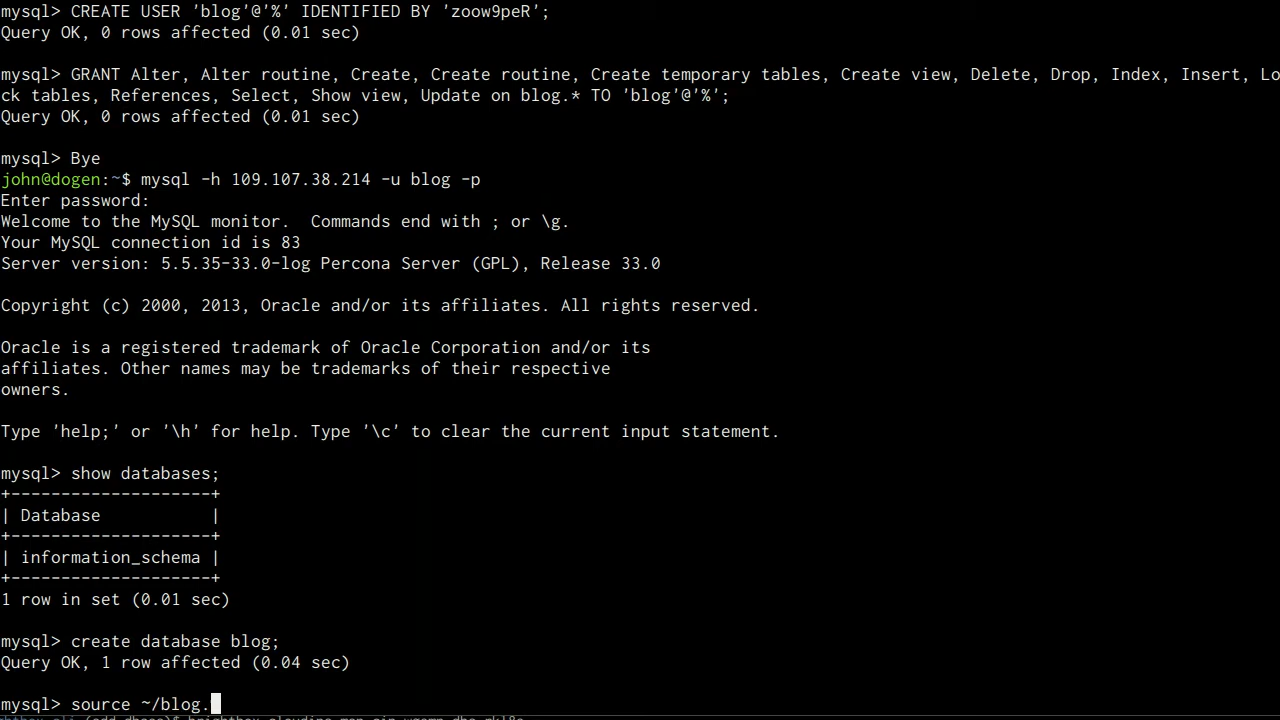 mysql> CREATE USER 'blog'@'%' IDENTIFIED BY 'zoow9peR';
Query OK, 0 rows affected (0.01 sec)
mysql> GRANT Alter, Alter routine, Create, Create routine, Create temporary tables, Create view, Delete, Drop, Index, Insert, Lo
ck tables, References, Select, Show view, Update on blog.* TO 'blog'@'%';
Query OK, 0 rows affected (0.01 sec)
mysql> Bye
john@dogen:~$ mysql -h 109.107.38.214 -u blog -p
Enter password:
Welcome to the MySQL monitor.  Commands end with ; or \g.
Your MySQL connection id is 83
Server version: 5.5.35-33.0-log Percona Server (GPL), Release 33.0
Copyright (c) 2000, 2013, Oracle and/or its affiliates. All rights reserved.
Oracle is a registered trademark of Oracle Corporation and/or its
affiliates. Other names may be trademarks of their respective
owners.
Type 'help;' or '\h' for help. Type '\c' to clear the current input statement.
mysql> show databases;
+--------------------+
| Database           |
+--------------------+
| information_schema |
+--------------------+
1 row in set (0.01 sec)
mysql> create database blog;
Query OK, 1 row affected (0.04 sec)
mysql> source ~/blog.